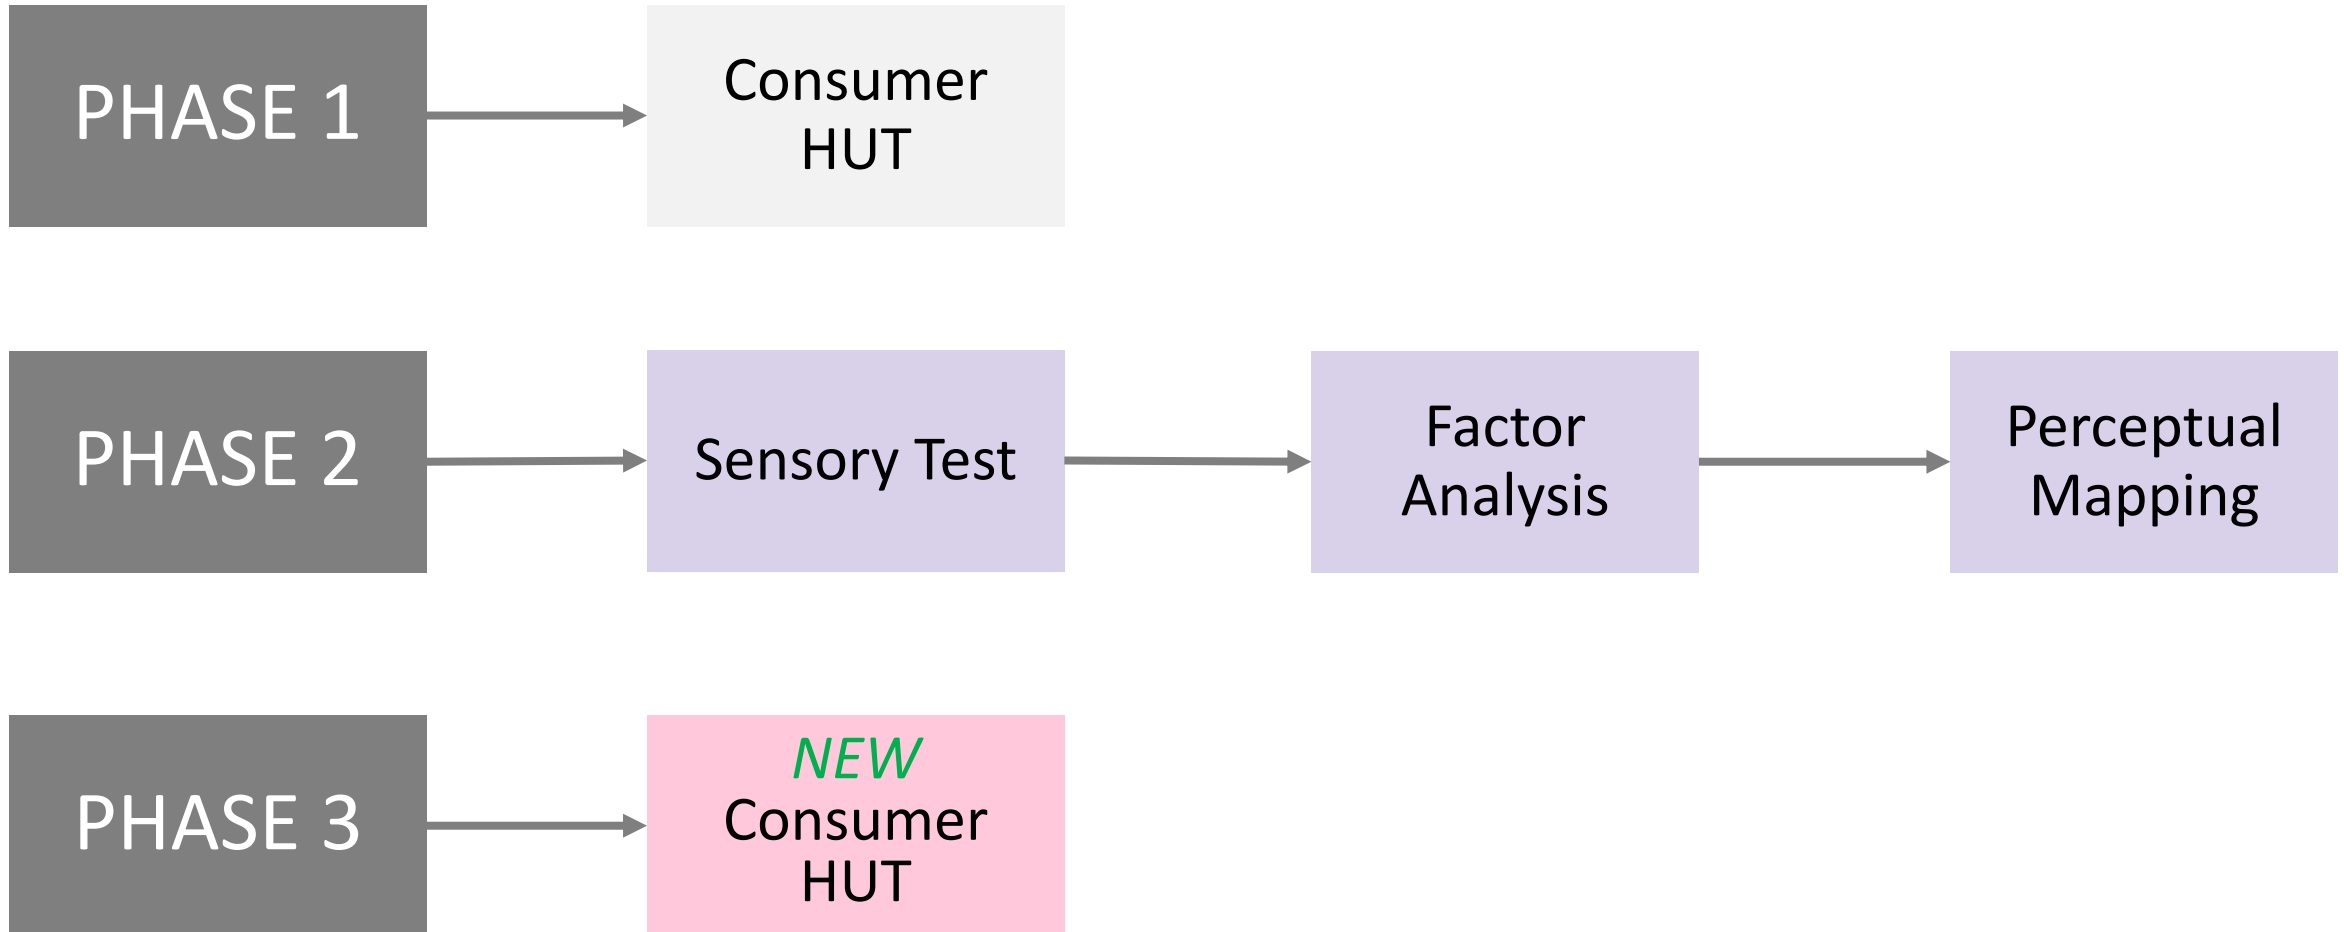 PHASE 1
Consumer
HUT
PHASE 2
Sensory Test
Factor
Analysis
Perceptual
Mapping
PHASE 3
NEW
Consumer
HUT